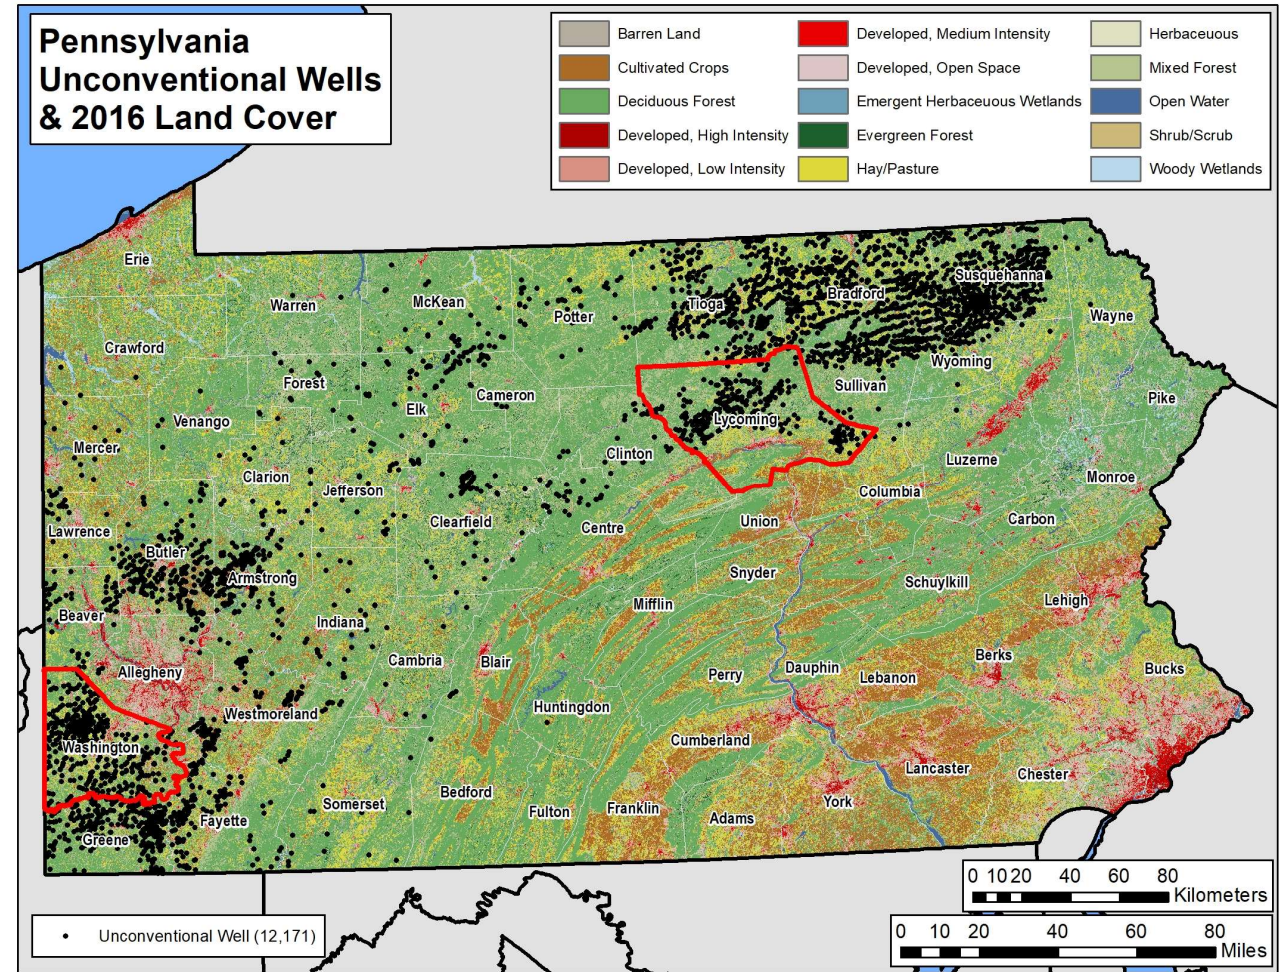 Pennsylvania
Unconventional Wells
& 2016 Land Cover
Barren Land
Cultivated Crops
Deciduous Forest
Developed, High Intensity
Developed, Low Intensity
Developed, Medium Intensity
Developed, Open Space
Emergent Herbaceuous Wetlands
Evergreen Forest
Hay/Pasture
Herbaceuous
Mixed Forest
Open Water
Shrub/Scrub
Woody Wetlands
Erie
Warren
McKean
Potter
Tioga
Bradford
Susquehanna
Wayne
Crawford
Forest
Elk
Cameron
Sullivan
Wyoming
Pike
Venango
Lycoming
Mercer
Clarion
Jefferson
Clinton
Luzerne
Monroe
Columbia
Lawrence
Clearfield
Centre
Union
Carbon
Butler
Armstrong
Snyder
Schuylkill
Mifflin
Lehigh
Beaver
Indiana
Allegheny
Cambria
Blair
Perry
Dauphin
Lebanon
Berks
Bucks
Westmoreland
Huntingdon
Washington
Cumberland
Lancaster
Chester
Somerset
Bedford
Fulton
Franklin
York
Adams
Fayette
Greene
Unconventional Well (12,171)
0 10 20 40 60 80
Kilometers
0 10 20 40 60 80
Miles